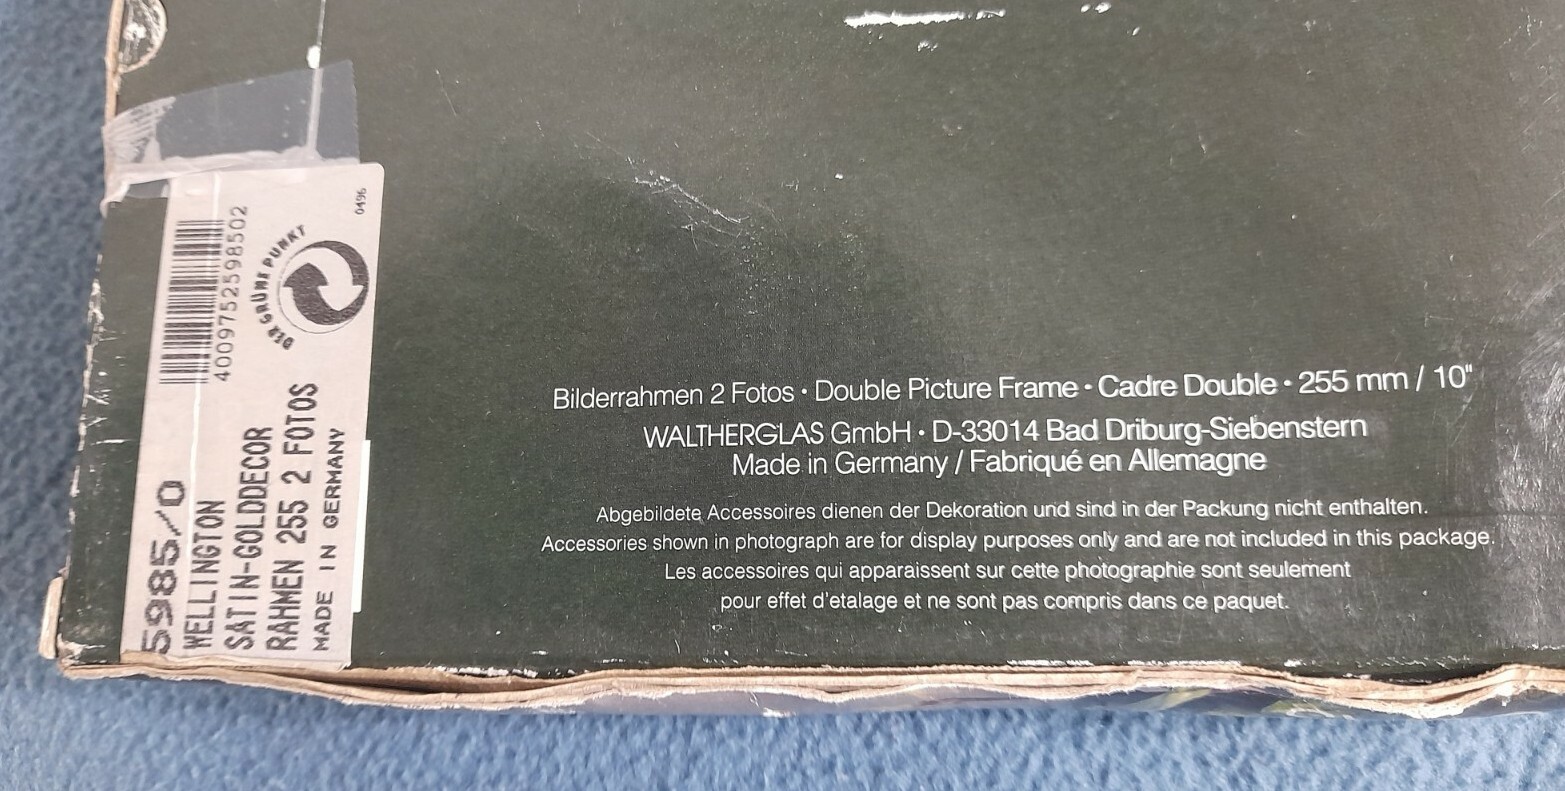 4009752598502
DER GRÜNE PUNKT
0496
5985/0
WELLINGTON
SATIN-GOLDDECOR
RAHMEN 255 2 FOTOS
MADE IN GERMANY
Bilderrahmen 2 Fotos • Double Picture Frame • Cadre Double • 255 mm / 10"
WALTHERGLAS GmbH • D-33014 Bad Driburg-Siebenstern
Made in Germany / Fabriqué en Allemagne
Abgebildete Accessoires dienen der Dekoration und sind in der Packung nicht enthalten.
Accessories shown in photograph are for display purposes only and are not included in this package.
Les accessoires qui apparaissent sur cette photographie sont seulement
pour effet d'etalage et ne sont pas compris dans ce paquet.